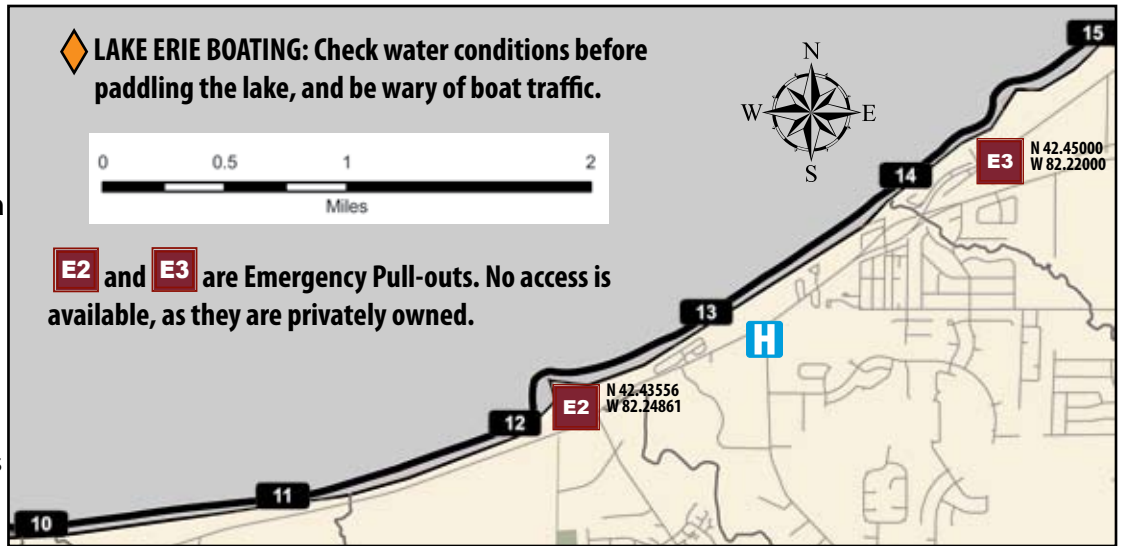 LAKE ERIE BOATING: Check water conditions before
paddling the lake, and be wary of boat traffic.
0 0.5 1 2
Miles
E2 and E3 are Emergency Pull-outs. No access is
available, as they are privately owned.
N
W E
S
15
14
E3 N 42.45000
W 82.22000
13
H
E2 N 42.43556
W 82.24861
12
11
10
n
s